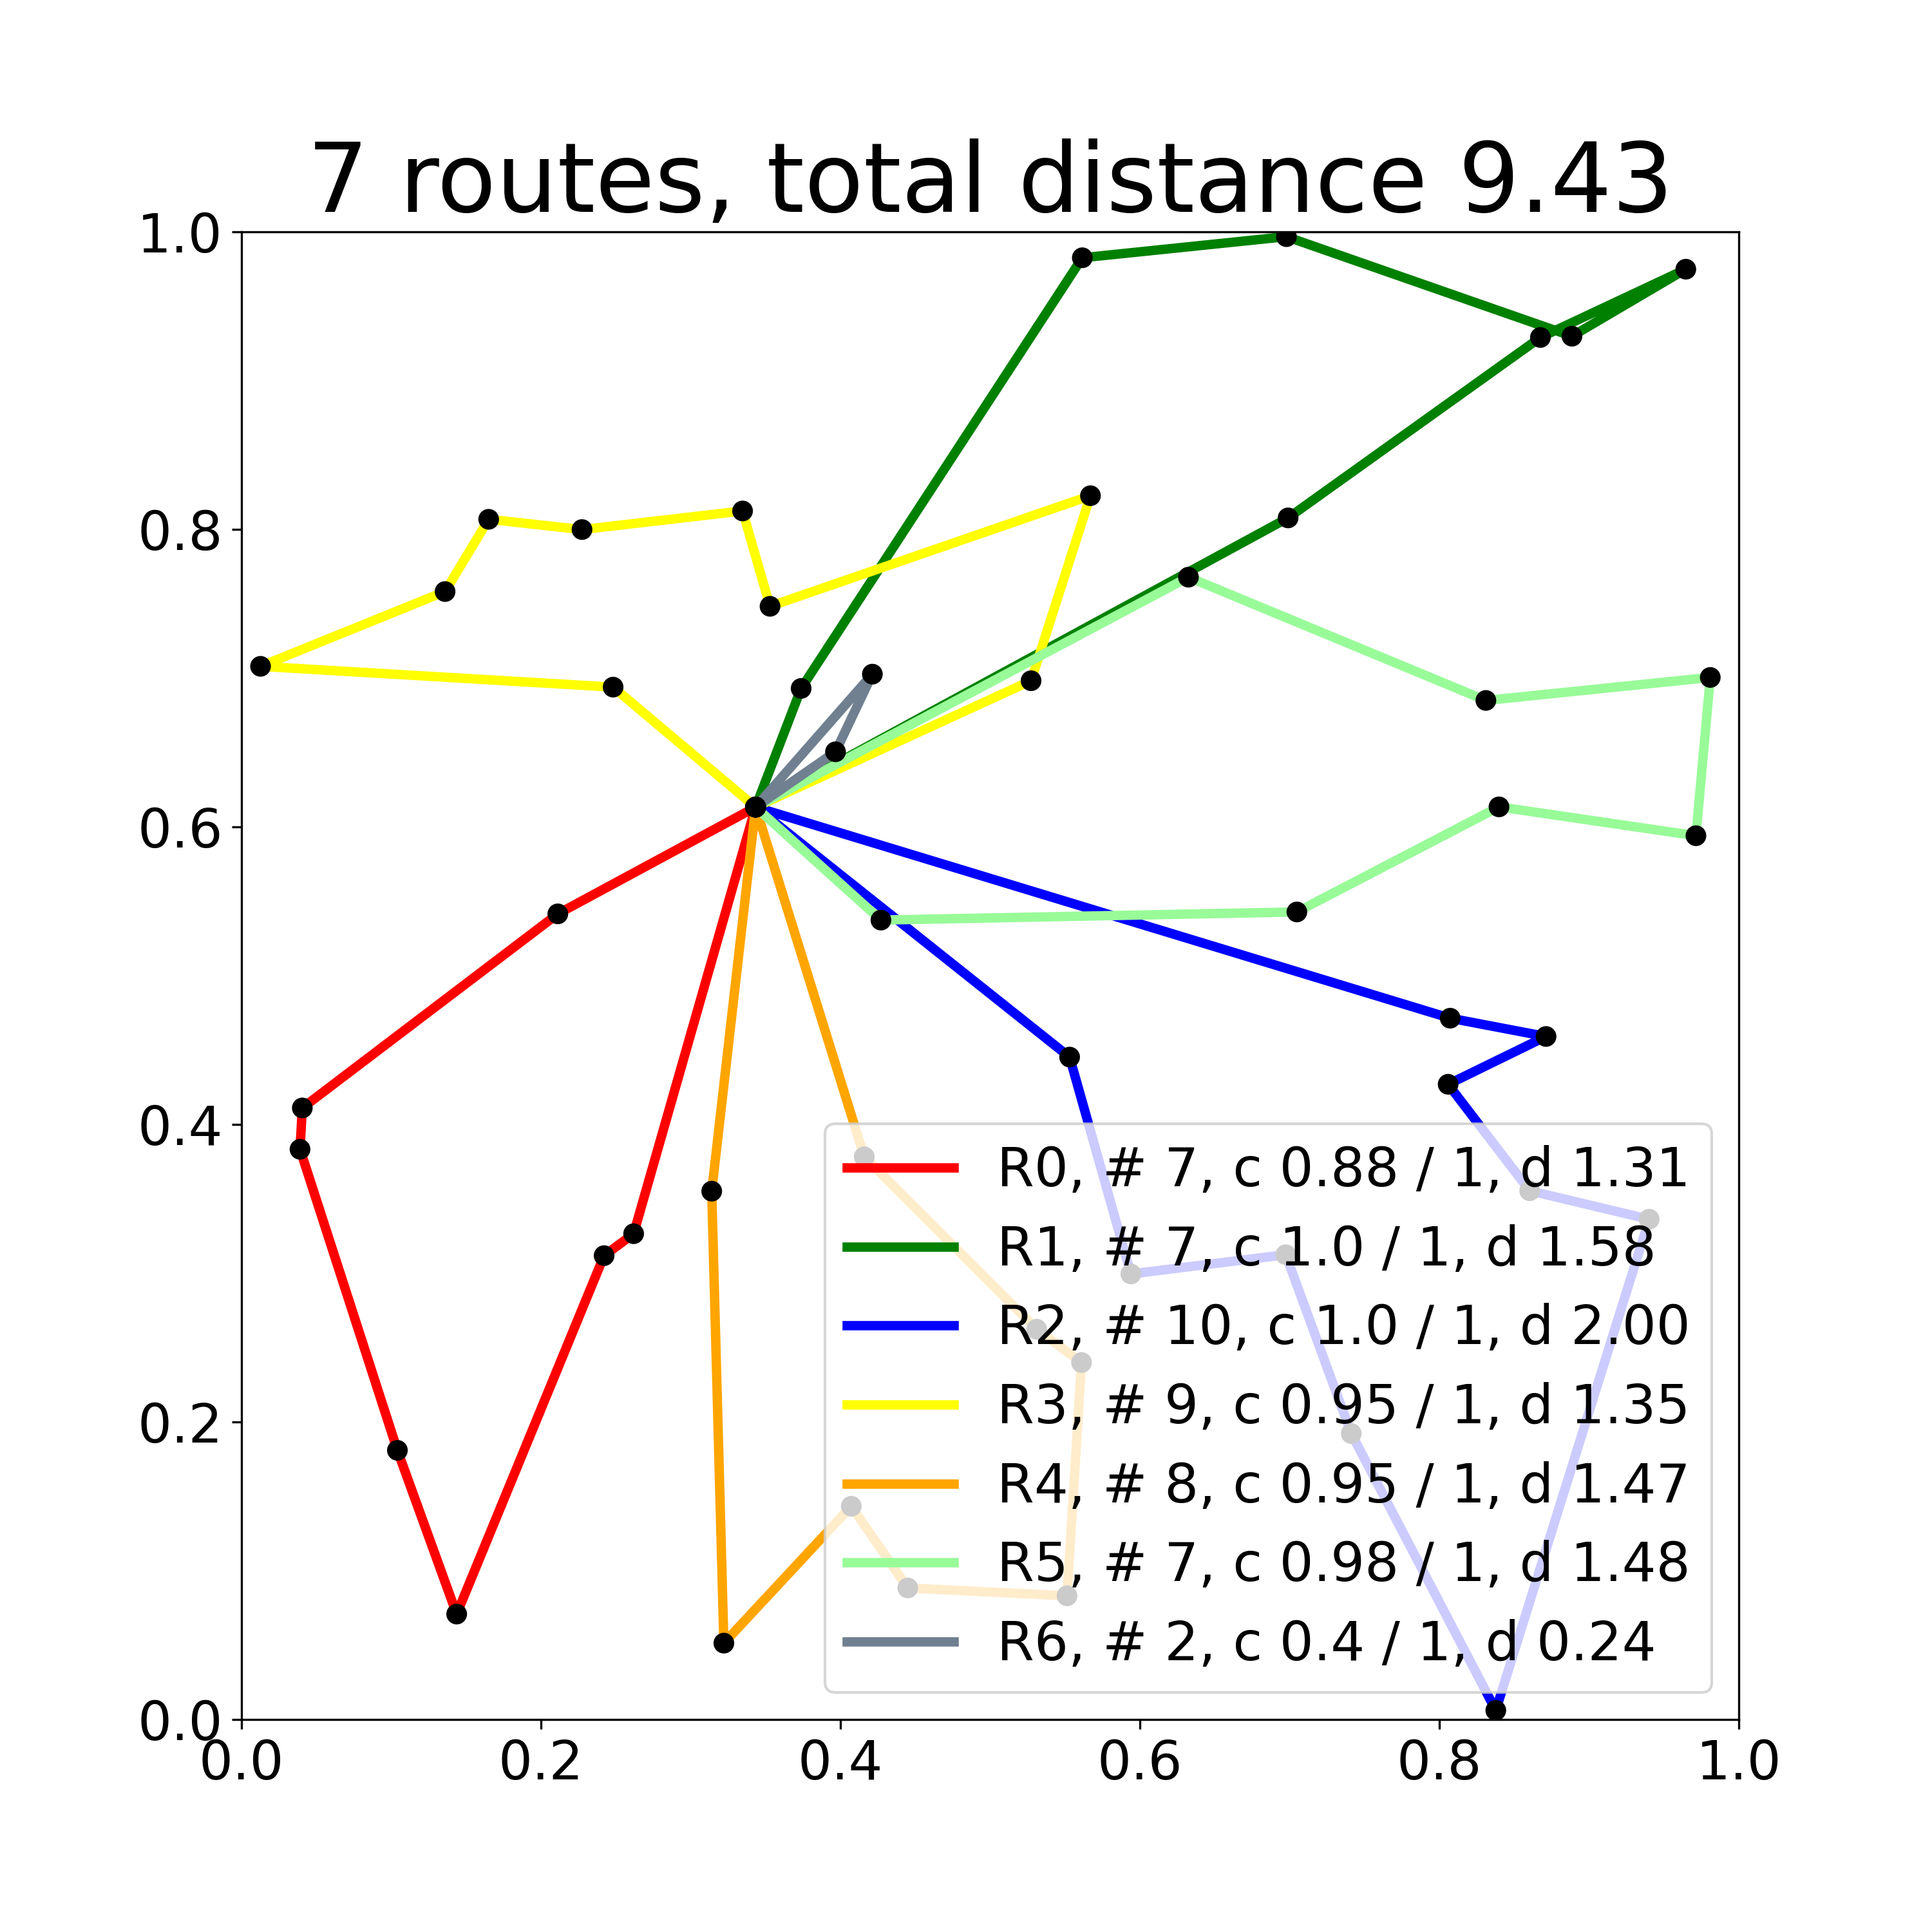 7 routes, total distance 9.43
1.0
0.8
0.6
0.4
0.2
0.0
R0, # 7, c 0.88 / 1, d 1.31
R1, # 7, c 1.0 / 1, d 1.58
R2, # 10, c 1.0 / 1, d 2.00
R3, # 9, c 0.95 / 1, d 1.35
R4, # 8, c 0.95 / 1, d 1.47
R5, # 7, c 0.98 / 1, d 1.48
R6, # 2, c 0.4 / 1, d 0.24
0.0 0.2 0.4 0.6 0.8 1.0